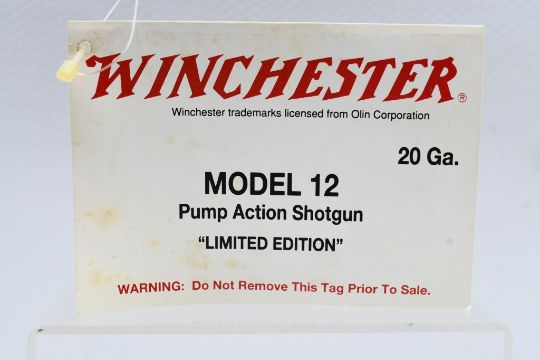 WINCHESTER®
Winchester trademarks licensed from Olin Corporation
20 Ga.
MODEL 12
Pump Action Shotgun
“LIMITED EDITION”
WARNING: Do Not Remove This Tag Prior To Sale.